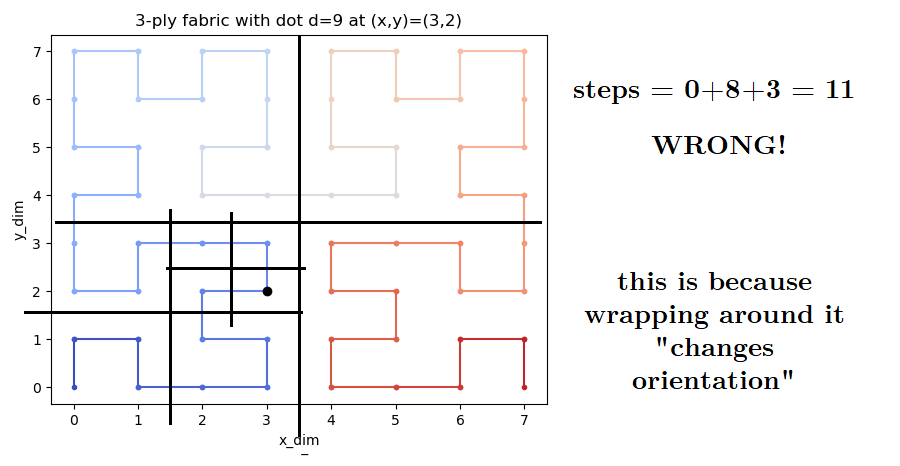 3-ply fabric with dot d=9 at (x,y)=(3,2)
7
6
5
4
3
2
1
0
y_dim
0 1 2 3 4 5 6 7
x_dim
steps = 0+8+3 = 11
WRONG!
this is because
wrapping around it
"changes
orientation"